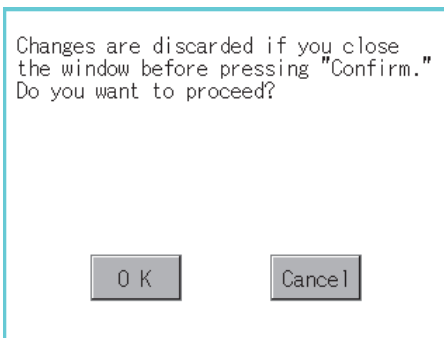 Changes are discarded if you close
the window before pressing "Confirm."
Do you want to proceed?
OK
Cancel